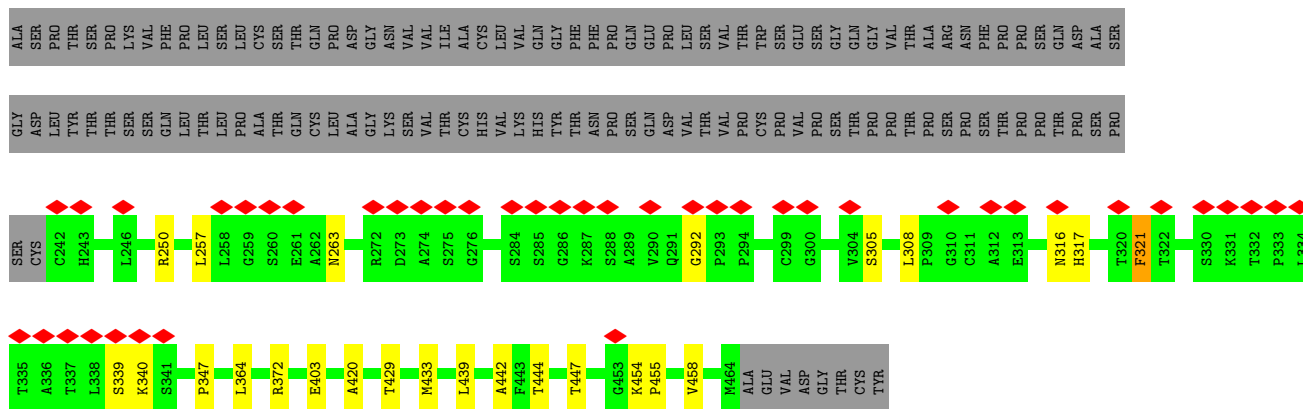 ALA SER PRO THR SER PRO LYS VAL PHE PRO LEU SER LEU CYS SER THR GLN PRO ASP GLY ASN VAL VAL ILE ALA CYS LEU VAL GLN GLY PHE PHE PRO GLN GLU PRO LEU SER VAL THR TRP SER GLU SER GLY GLN GLY VAL THR ALA ARG ASN PHE PRO PRO SER GLN ASP ALA SER
GLY ASP LEU TYR THR THR SER SER GLN LEU THR LEU PRO ALA THR GLN CYS LEU ALA GLY LYS SER VAL THR CYS HIS VAL LYS HIS TYR THR ASN PRO SER GLN ASP VAL THR VAL PRO CYS PRO VAL PRO SER THR PRO PRO THR PRO SER PRO SER THR PRO PRO THR PRO SER PRO
SER CYS C242 H243 L246 R250 L257 L258 G259 S260 E261 A262 N263 R272 D273 A274 S275 G276 S284 S285 G286 K287 S288 A289 V290 Q291 G292 P293 P294 C299 G300 V304 S305 L308 P309 G310 C311 A312 E313 N316 H317 T320 F321 T322 S330 K331 T332 P333 L334
T335 A336 T337 L338 S339 K340 S341 P347 L364 R372 E403 A420 T429 M433 L439 A442 F443 T444 T447 G453 K454 P455 V458 M464 ALA GLU VAL ASP GLY THR CYS TYR